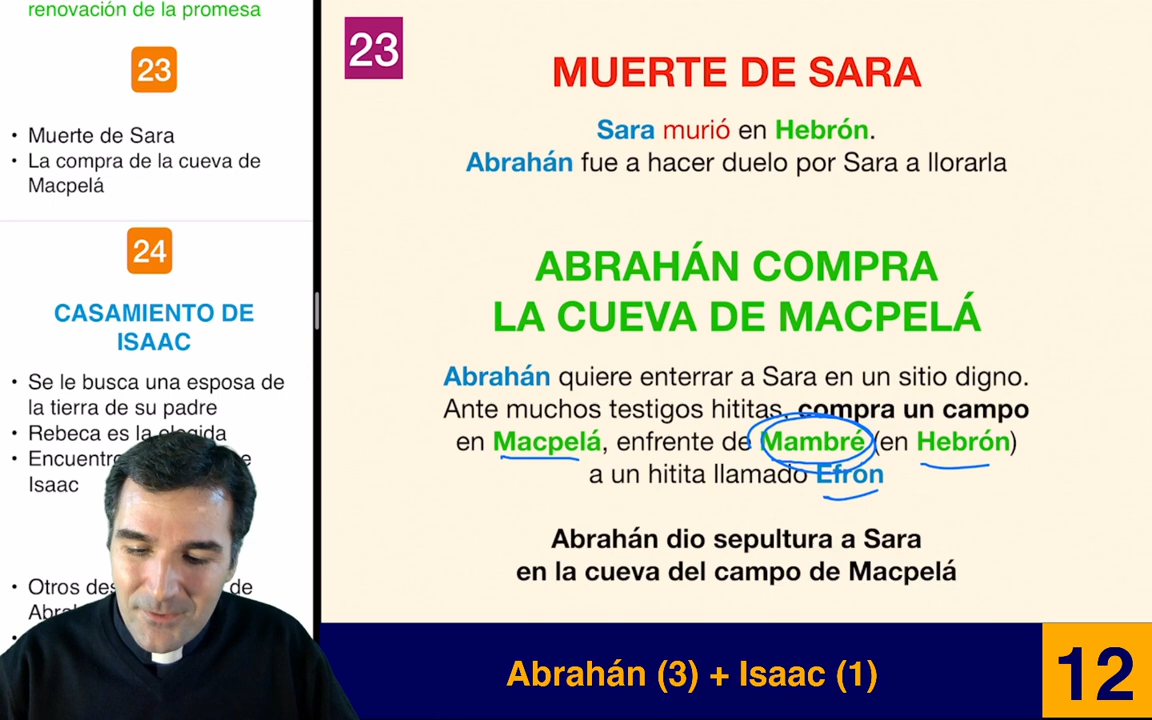 renovación de la promesa
23
• Muerte de Sara
• La compra de la cueva de
Macpelá
24
CASAMIENTO DE
ISAAC
• Se le busca una esposa de
la tierra de su padre
• Rebeca es la elegida
• Encuentro e
Isaac
• Otros de
23
MUERTE DE SARA
Sara murió en Hebrón.
Abrahán fue a hacer duelo por Sara a llorarla
ABRAHÁN COMPRA
LA CUEVA DE MACPELÁ
Abrahán quiere enterrar a Sara en un sitio digno.
Ante muchos testigos hititas, compra un campo
en Macpelá, enfrente de Mambré (en Hebrón)
a un hitita llamado Efrón
Abrahán dio sepultura a Sara
en la cueva del campo de Macpelá
Abrahán (3) + Isaac (1)
12